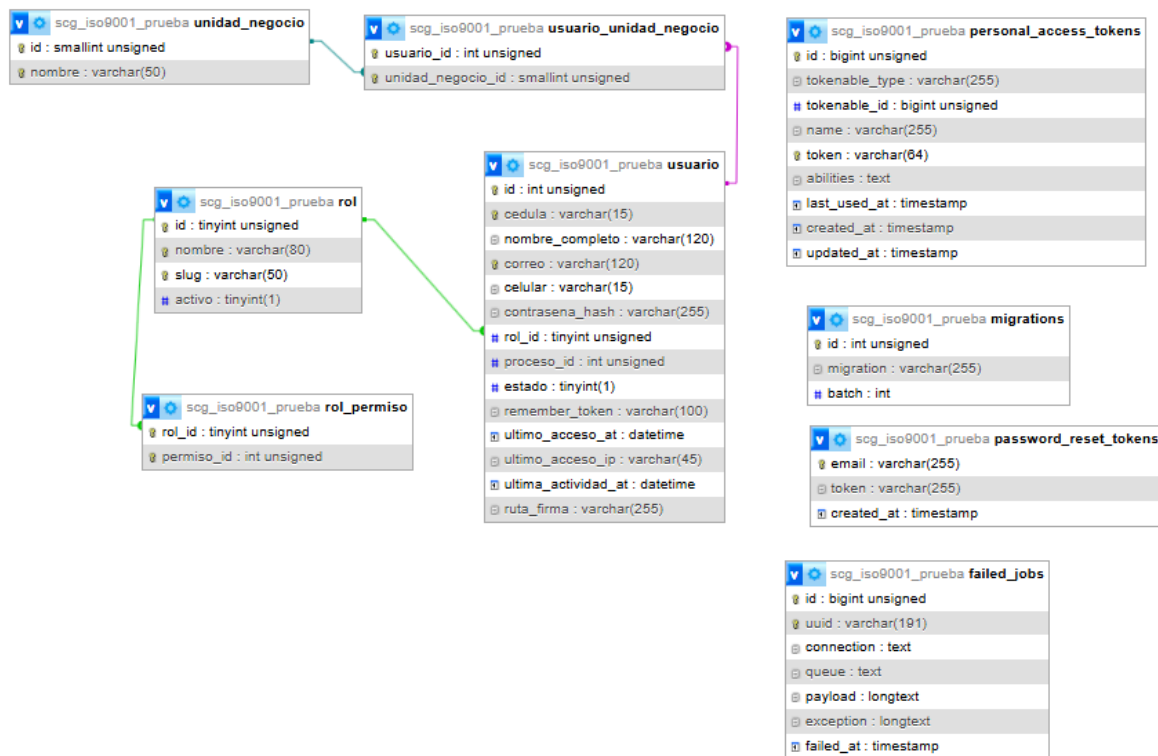 scg_iso9001_prueba unidad_negocio
id : smallint unsigned
nombre : varchar(50)
scg_iso9001_prueba usuario_unidad_negocio
usuario_id : int unsigned
unidad_negocio_id : smallint unsigned
scg_iso9001_prueba personal_access_tokens
id : bigint unsigned
tokenable_type : varchar(255)
tokenable_id : bigint unsigned
name : varchar(255)
token : varchar(64)
abilities : text
last_used_at : timestamp
created_at : timestamp
updated_at : timestamp
scg_iso9001_prueba usuario
id : int unsigned
cedula : varchar(15)
nombre_completo : varchar(120)
correo : varchar(120)
celular : varchar(15)
contrasena_hash : varchar(255)
rol_id : tinyint unsigned
proceso_id : int unsigned
estado : tinyint(1)
remember_token : varchar(100)
ultimo_acceso_at : datetime
ultimo_acceso_ip : varchar(45)
ultima_actividad_at : datetime
ruta_firma : varchar(255)
scg_iso9001_prueba rol
id : tinyint unsigned
nombre : varchar(80)
slug : varchar(50)
activo : tinyint(1)
scg_iso9001_prueba rol_permiso
rol_id : tinyint unsigned
permiso_id : int unsigned
scg_iso9001_prueba migrations
id : int unsigned
migration : varchar(255)
batch : int
scg_iso9001_prueba password_reset_tokens
email : varchar(255)
token : varchar(255)
created_at : timestamp
scg_iso9001_prueba failed_jobs
id : bigint unsigned
uuid : varchar(191)
connection : text
queue : text
payload : longtext
exception : longtext
failed_at : timestamp